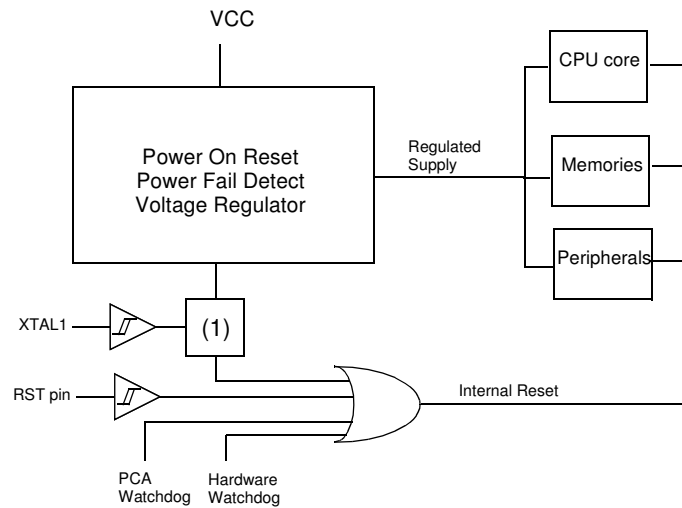 VCC
CPU core
Power On Reset
Power Fail Detect
Voltage Regulator
Regulated
Supply
Memories
Peripherals
XTAL1
(1)
RST pin
Internal Reset
PCA
Watchdog
Hardware
Watchdog